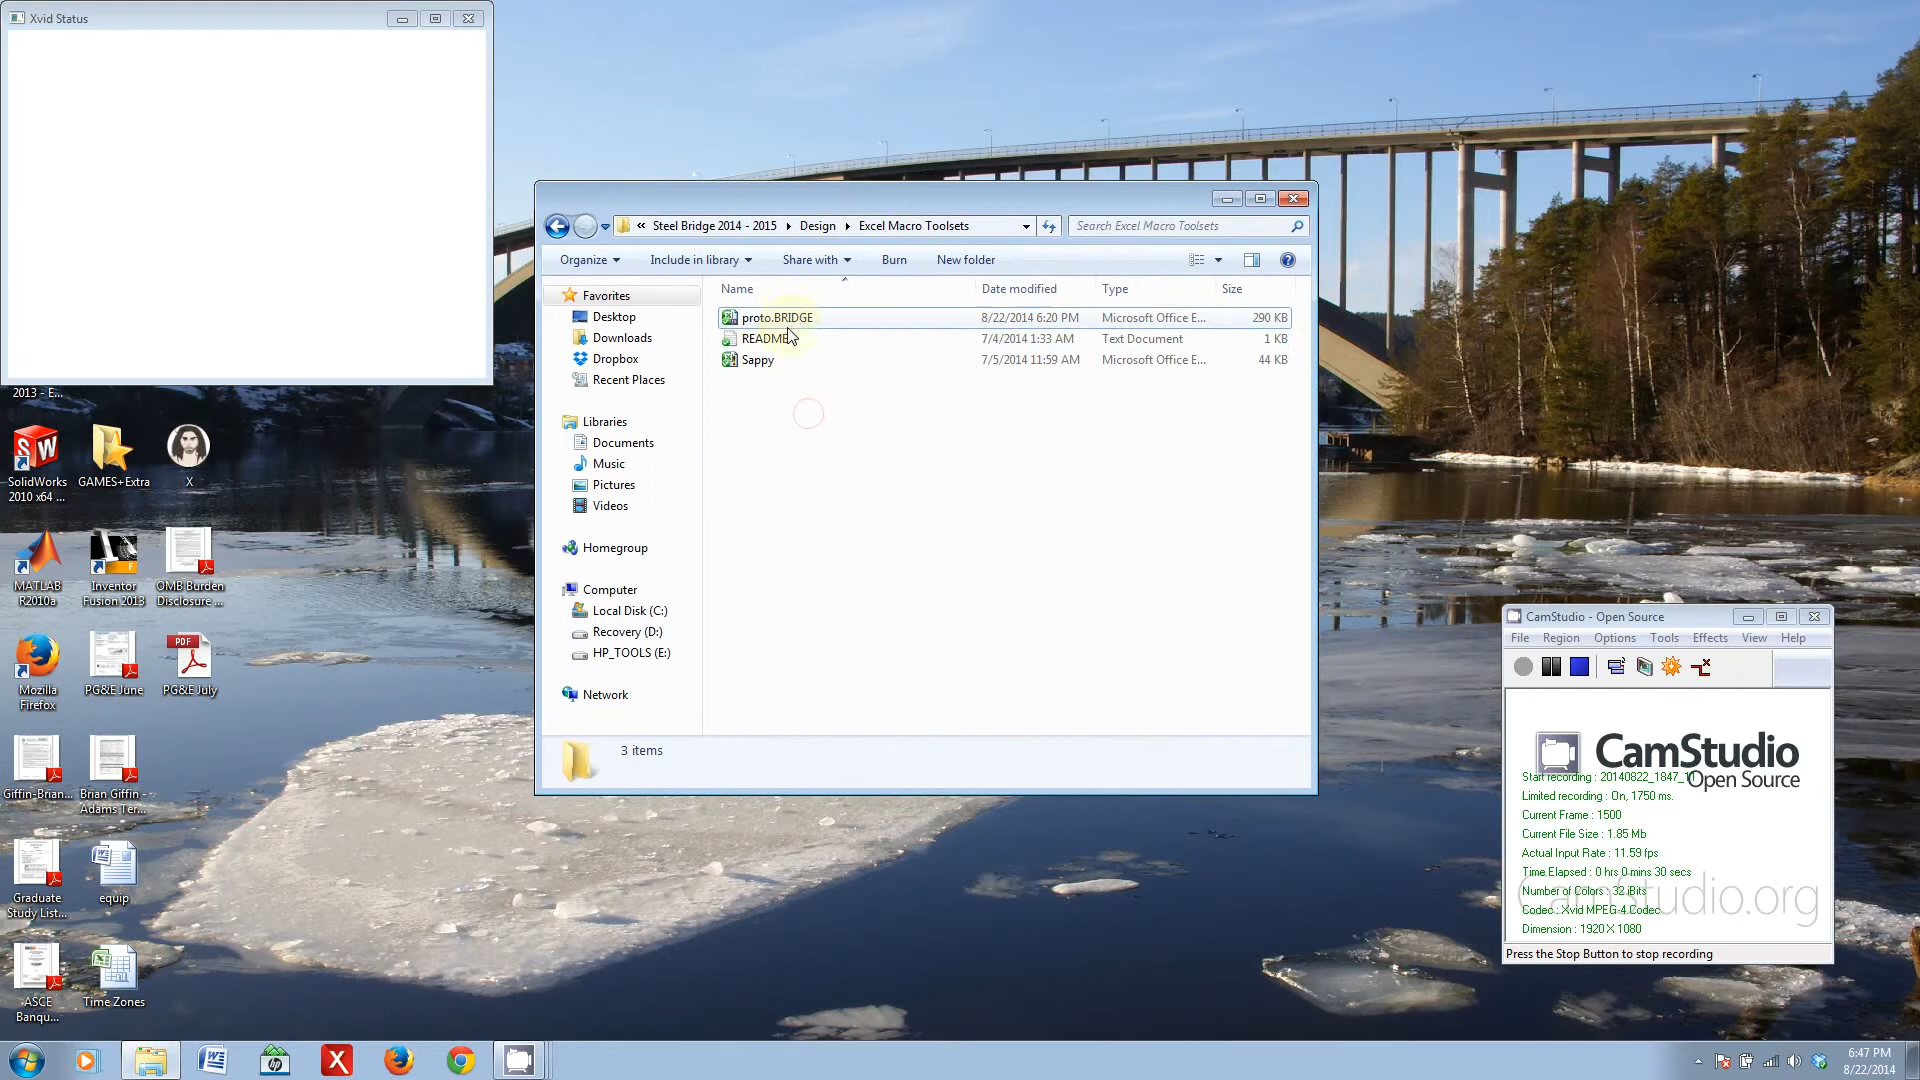 Xvid Status
2013 - E...
SolidWorks
2010 x64 ...
GAMES+Extra
X
MATLAB
R2010a
Inventor
Fusion 2013
OMB Burden
Disclosure ...
Mozilla
Firefox
PG&E June
PDF
PG&E July
Giffin-Brian...
Brian Giffin -
Adams Ter...
Graduate
Study List...
equip
ASCE
Banqu...
Time Zones
« Steel Bridge 2014 - 2015 Design Excel Macro Toolsets
Search Excel Macro Toolsets
Organize Include in library Share with Burn New folder
Name Date modified Type Size
proto.BRIDGE 8/22/2014 6:20 PM Microsoft Office E... 290 KB
README 7/4/2014 1:33 AM Text Document 1 KB
Sappy 7/5/2014 11:59 AM Microsoft Office E... 44 KB
Favorites
Desktop
Downloads
Dropbox
Recent Places
Libraries
Documents
Music
Pictures
Videos
Homegroup
Computer
Local Disk (C:)
Recovery (D:)
HP_TOOLS (E:)
Network
3 items
CamStudio - Open Source
File Region Options Tools Effects View Help
CamStudio
Open Source
Start recording : 20140822_1847_1
Limited recording : On, 1750 ms.
Current Frame : 1500
Current File Size : 1.85 Mb
Actual Input Rate : 11.59 fps
Time Elapsed : 0 hrs 0 mins 30 secs
Number of Colors : 32 Bits
Codec : Xvid MPEG-4 Codec
CamStudio.org
Dimension : 1920 X 1080
Press the Stop Button to stop recording
6:47 PM
8/22/2014